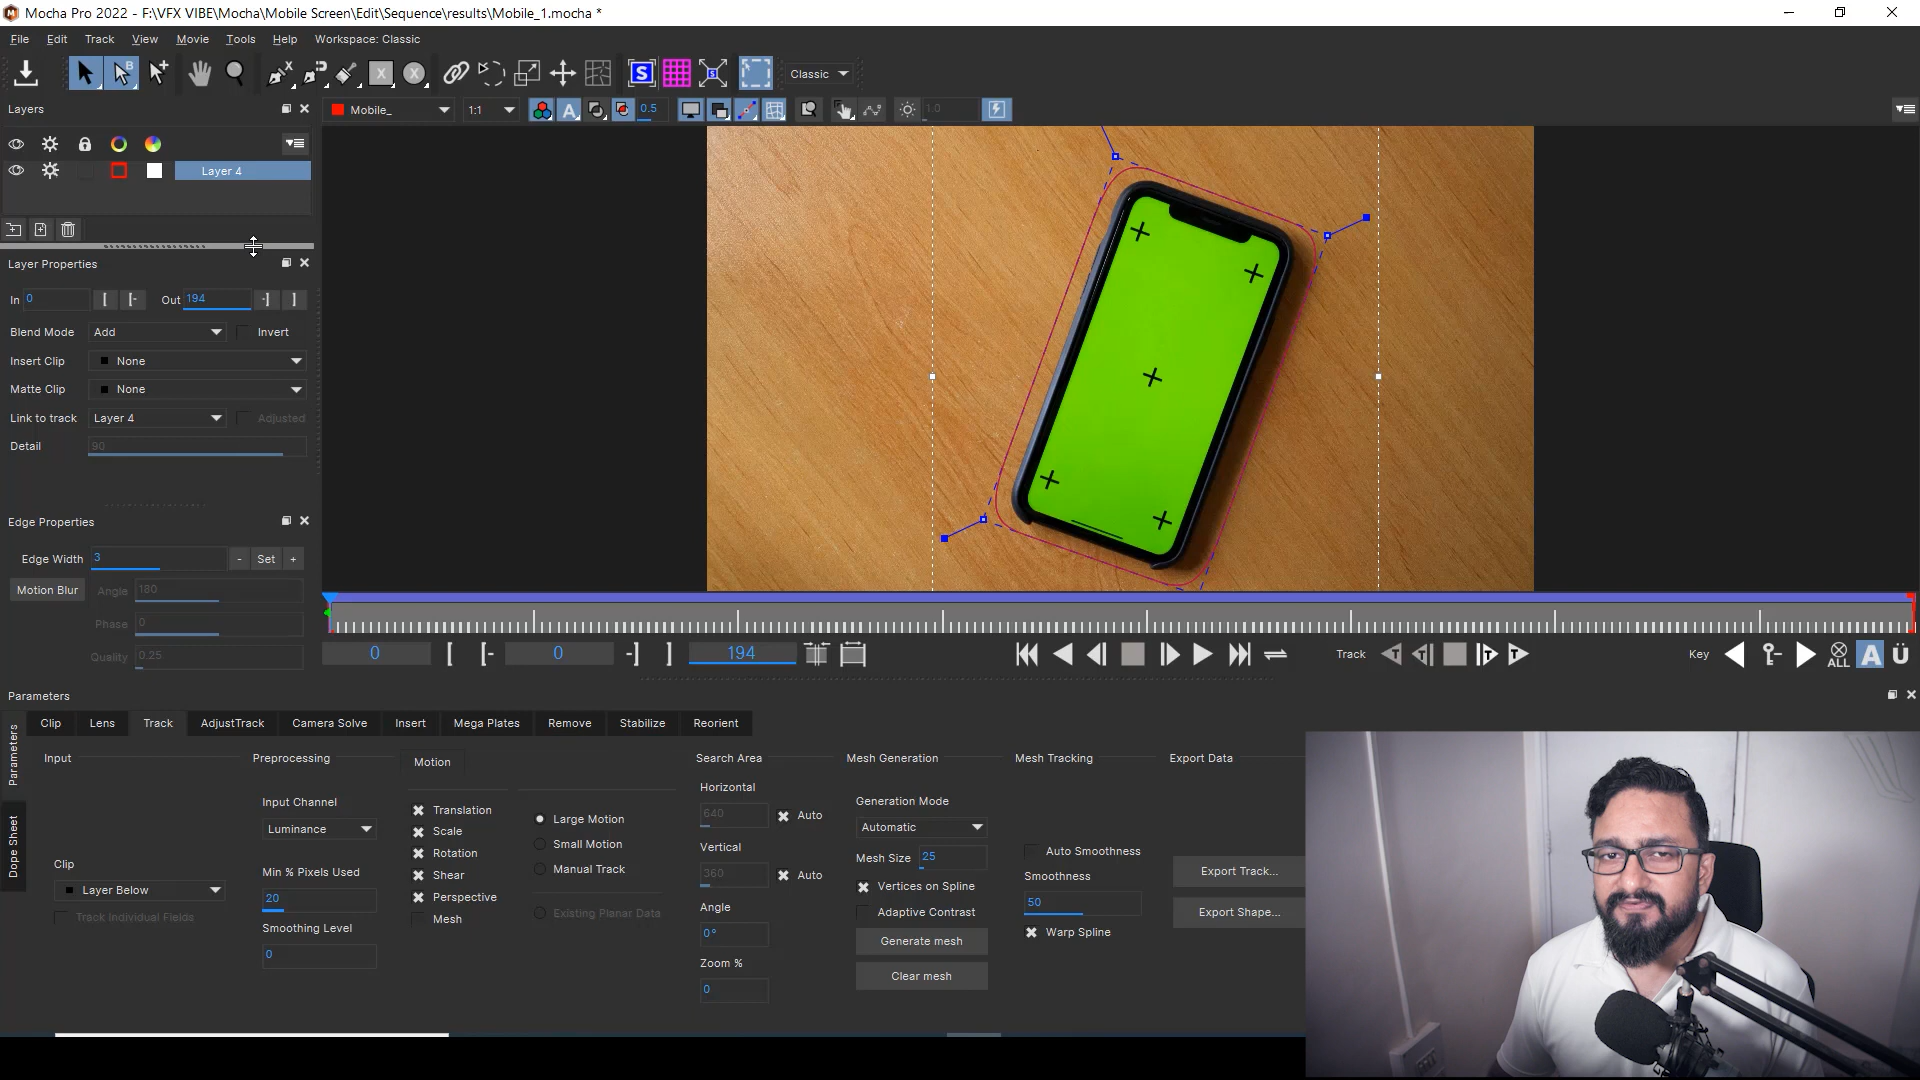 Mocha Pro 2022 - F:\VFX VIBE\Mocha\Mobile Screen\Edit\Sequence\results\Mobile_1.mocha *
File Edit Track View Movie Tools Help Workspace: Classic
Classic
Layers
Mobile_ 1:1 0.5 1.0
Layer 4
Layer Properties
In 0 Out 194
Blend Mode Add Invert
Insert Clip None
Matte Clip None
Link to track Layer 4 Adjusted
Detail 90
Edge Properties
Edge Width 3 - Set +
Motion Blur Angle 180
Phase 0
Quality 0.25
0 0 194 Track Key ALL A Ü
Parameters
Clip Lens Track AdjustTrack Camera Solve Insert Mega Plates Remove Stabilize Reorient
Parameters
Dope Sheet
Input
Clip
Layer Below
Track Individual Fields
Preprocessing
Input Channel
Luminance
Min % Pixels Used
20
Smoothing Level
0
Motion
Translation
Scale
Rotation
Shear
Perspective
Mesh
Large Motion
Small Motion
Manual Track
Existing Planar Data
Search Area
Horizontal
640 Auto
Vertical
360 Auto
Angle
0°
Zoom %
0
Mesh Generation
Generation Mode
Automatic
Mesh Size 25
Vertices on Spline
Adaptive Contrast
Generate mesh
Clear mesh
Mesh Tracking
Auto Smoothness
Smoothness
50
Warp Spline
Export Data
Export Track...
Export Shape...